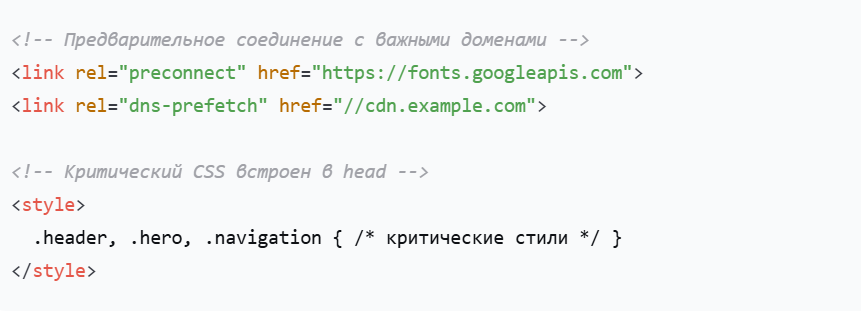 <!-- Предварительное соединение с важными доменами -->
<link rel="preconnect" href="https://fonts.googleapis.com">
<link rel="dns-prefetch" href="//cdn.example.com">
<!-- Критический CSS встроен в head -->
<style>
.header, .hero, .navigation { /* критические стили */ }
</style>